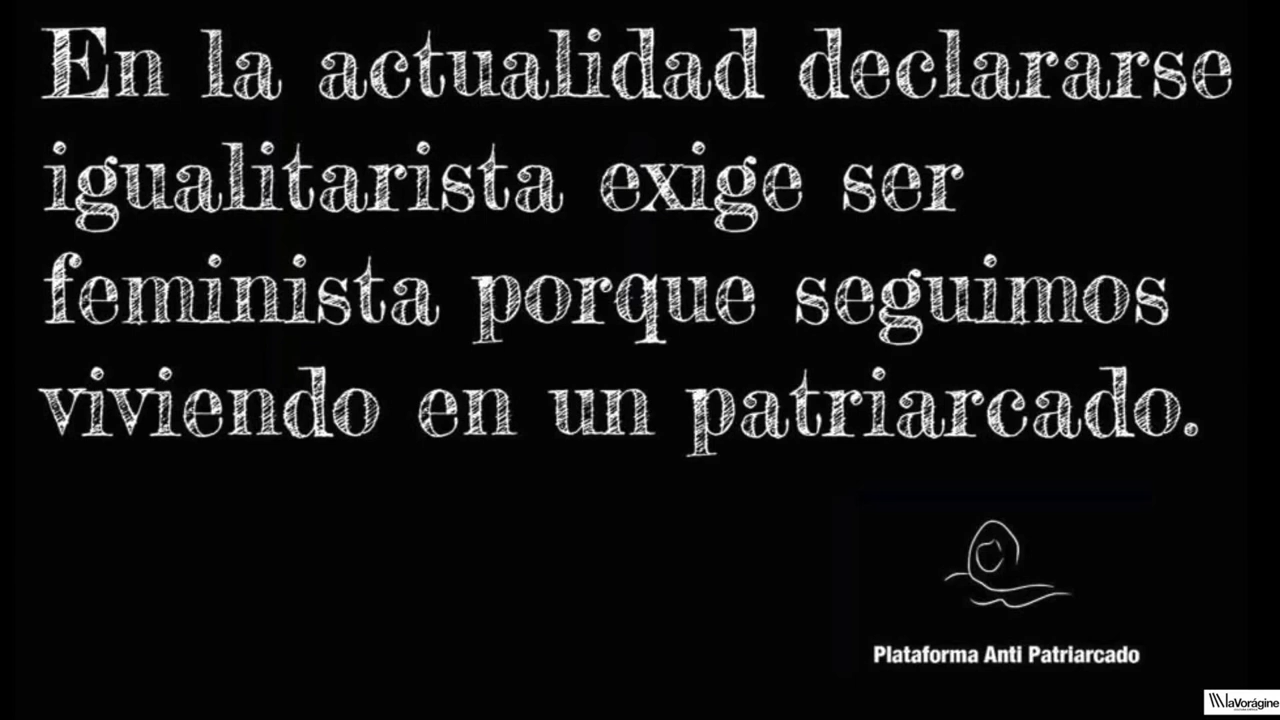 En la actualidad declararse
igualitarista exige ser
feminista porque seguimos
viviendo en un patriarcado.
Plataforma Anti Patriarcado
laVorágine